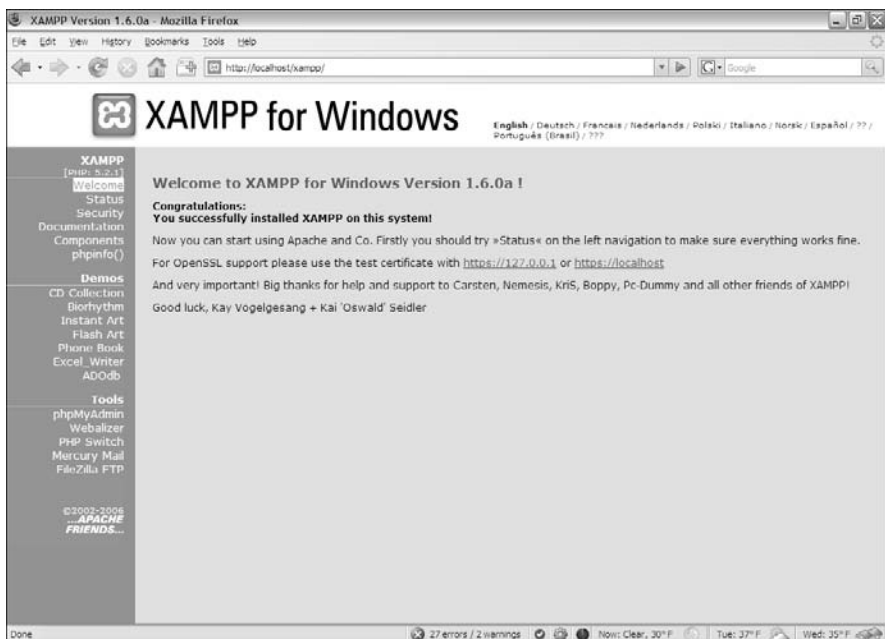 XAMPP Version 1.6.0a - Mozilla Firefox
File Edit View History Bookmarks Tools Help
http://localhost/xampp/
G Google
XAMPP for Windows
English / Deutsch / Francais / Nederlands / Polski / Italiano / Norsk / Español / ?? /
Português (Brasil) / ???
XAMPP
[PHP: 5.2.1]
Welcome
Status
Security
Documentation
Components
phpinfo()
Demos
CD Collection
Biorhythm
Instant Art
Flash Art
Phone Book
Excel_Writer
ADOdb
Tools
phpMyAdmin
Webalizer
PHP Switch
Mercury Mail
FileZilla FTP
©2002-2006
...APACHE
FRIENDS...
Welcome to XAMPP for Windows Version 1.6.0a !
Congratulations:
You successfully installed XAMPP on this system!
Now you can start using Apache and Co. Firstly you should try »Status« on the left navigation to make sure everything works fine.
For OpenSSL support please use the test certificate with https://127.0.0.1 or https://localhost
And very important! Big thanks for help and support to Carsten, Nemesis, KriS, Boppy, Pc-Dummy and all other friends of XAMPP!
Good luck, Kay Vogelgesang + Kai 'Oswald' Seidler
Done 27 errors / 2 warnings Now: Clear, 30° F Tue: 37° F Wed: 35° F